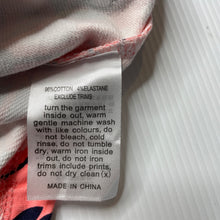 96%COTTON 4%ELASTANE
EXCLUDE TRIMS
turn the garment
inside out, warm
gentle machine wash
with like colours, do
not bleach, cold
rinse, do not tumble
dry, warm iron inside
out, do not iron
trims include prints,
do not dry clean (x)
MADE IN CHINA